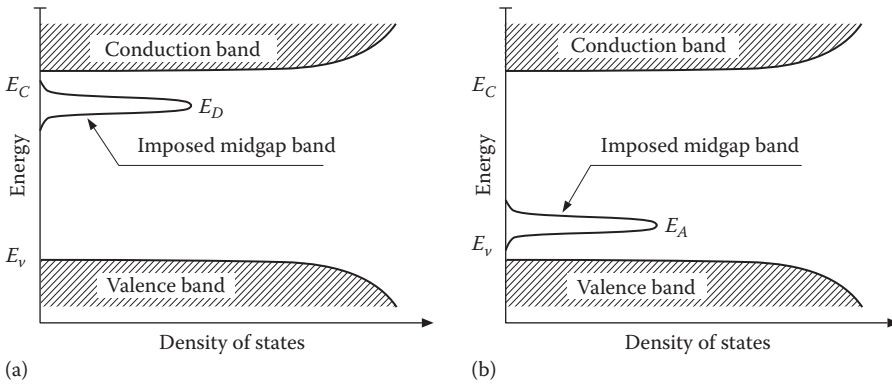 Conduction band
E_C
E_D
Imposed midgap band
Energy
E_v
Valence band
Density of states
(a)
Conduction band
E_C
Imposed midgap band
Energy
E_A
E_v
Valence band
Density of states
(b)